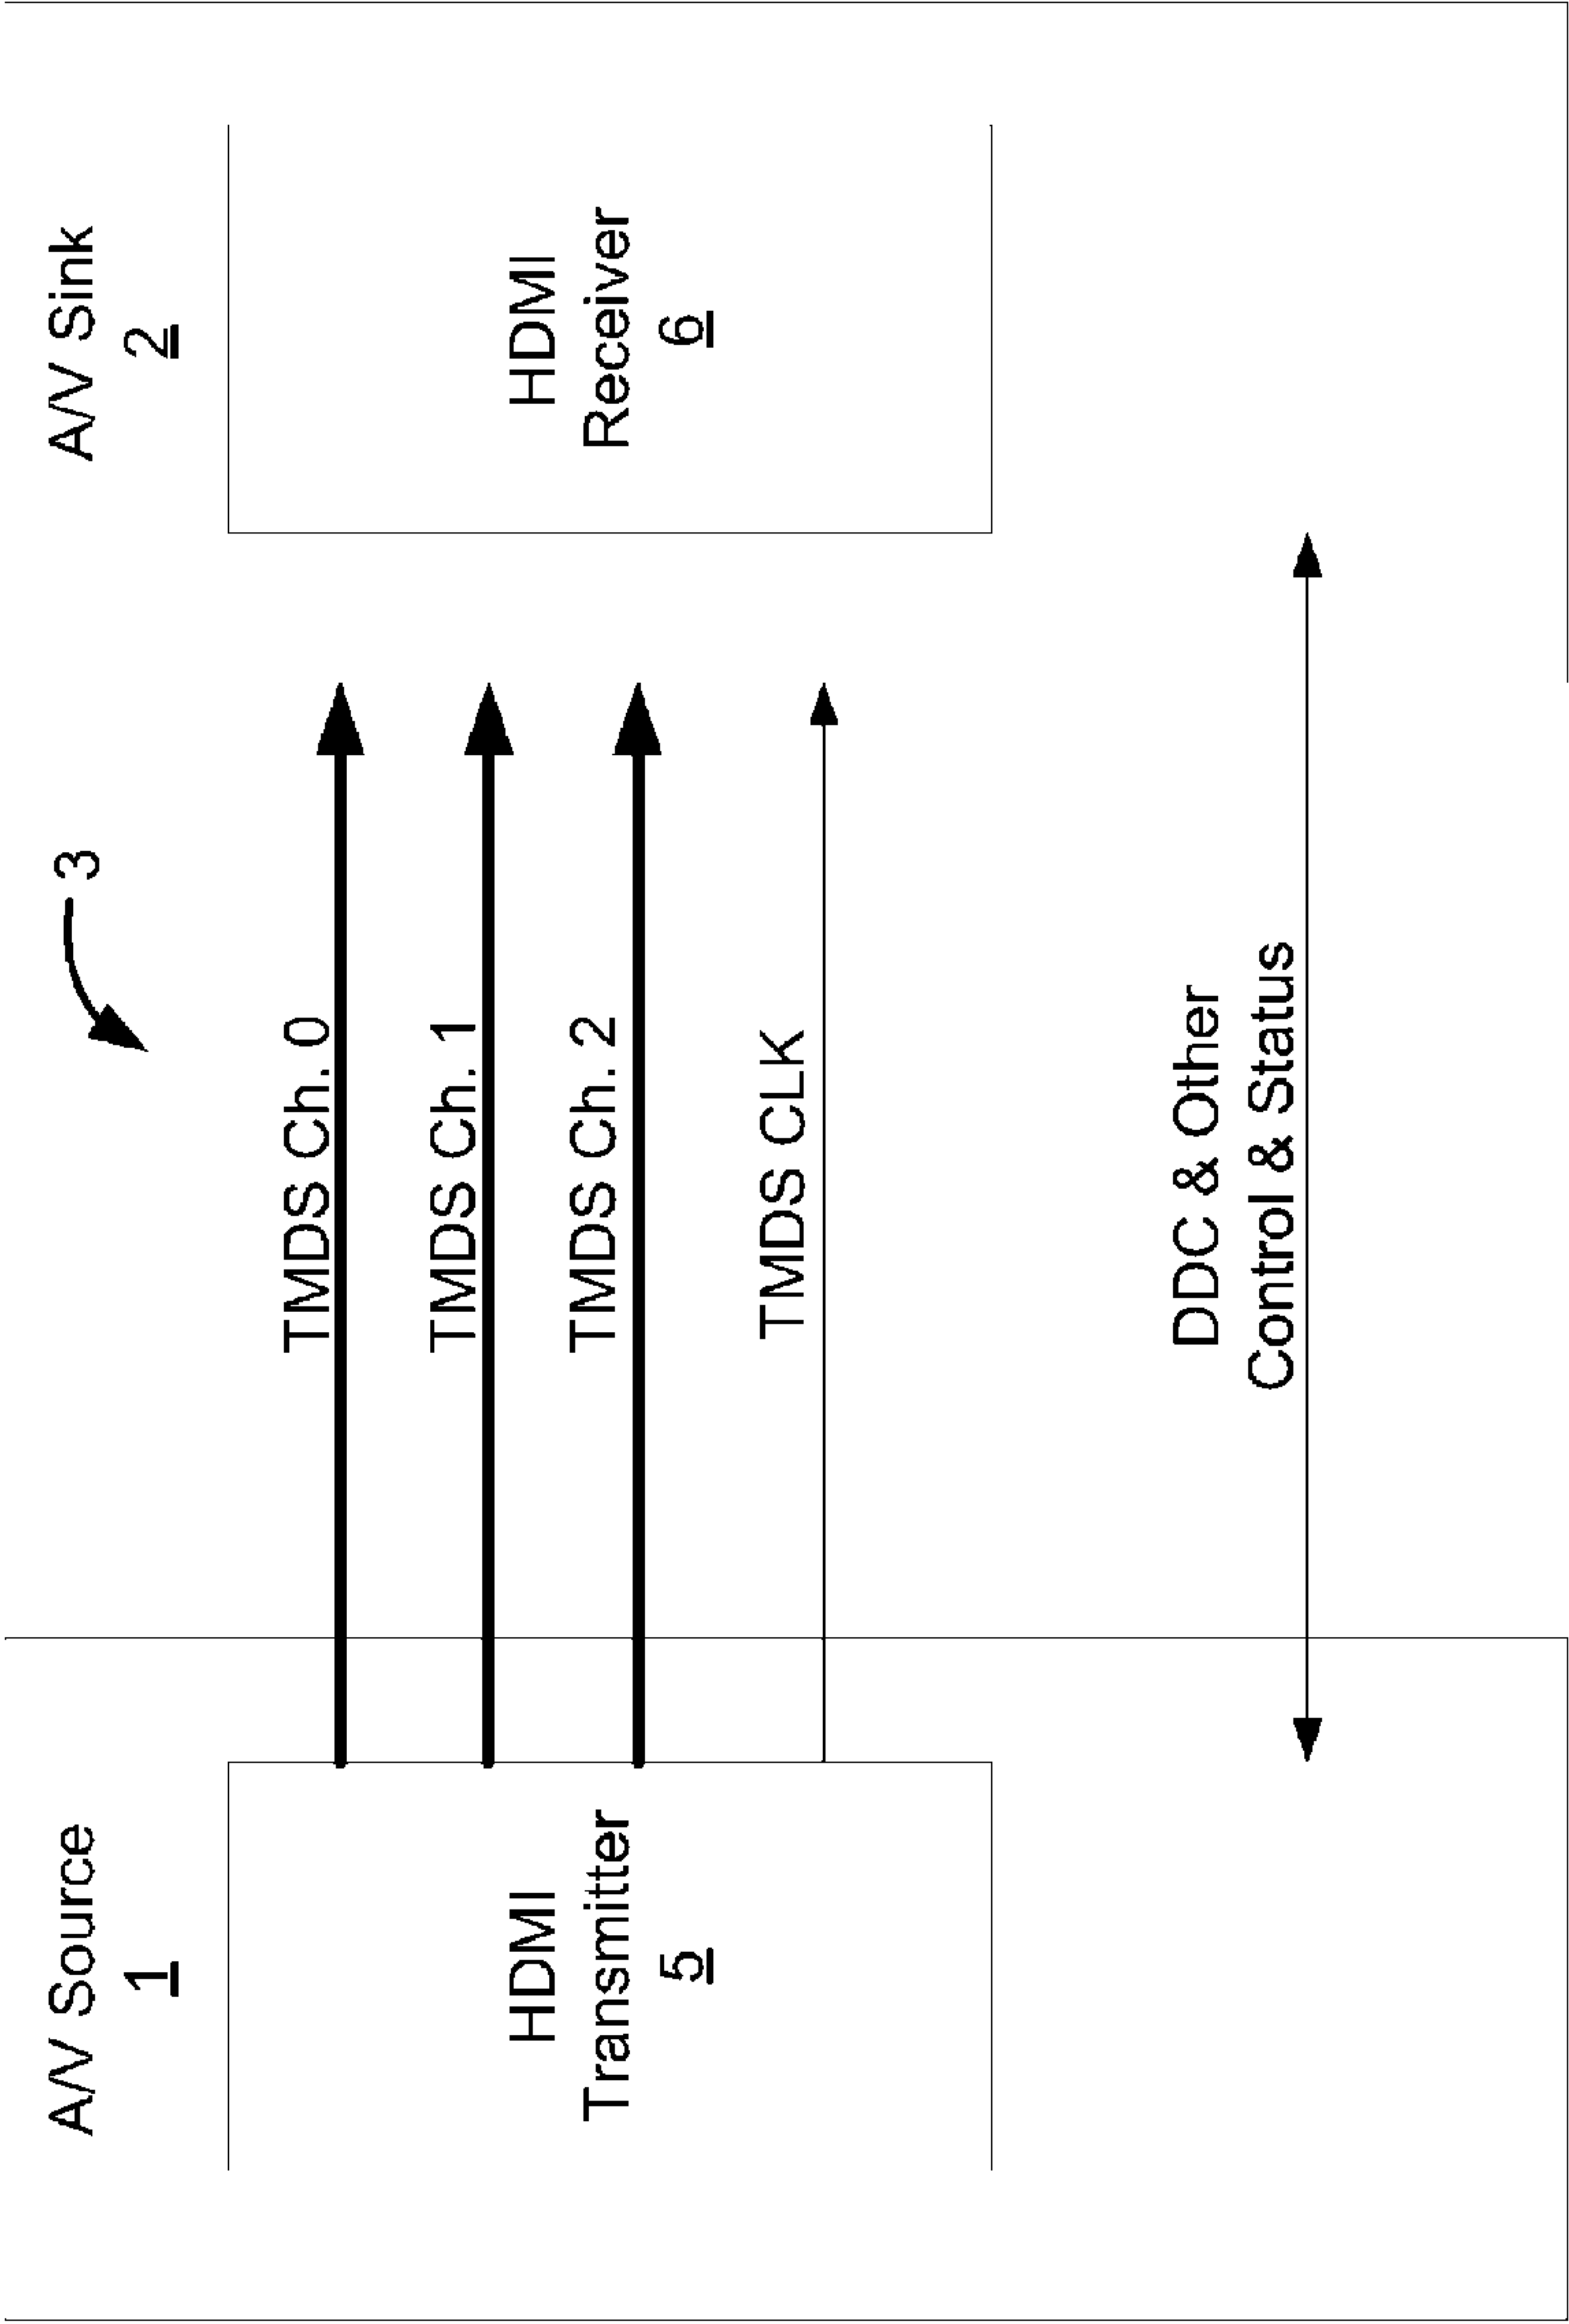 A/V Source
1
HDMI
Transmitter
5
3
TMDS Ch. 0
TMDS Ch. 1
TMDS Ch. 2
TMDS CLK
DDC & Other
Control & Status
A/V Sink
2
HDMI
Receiver
6